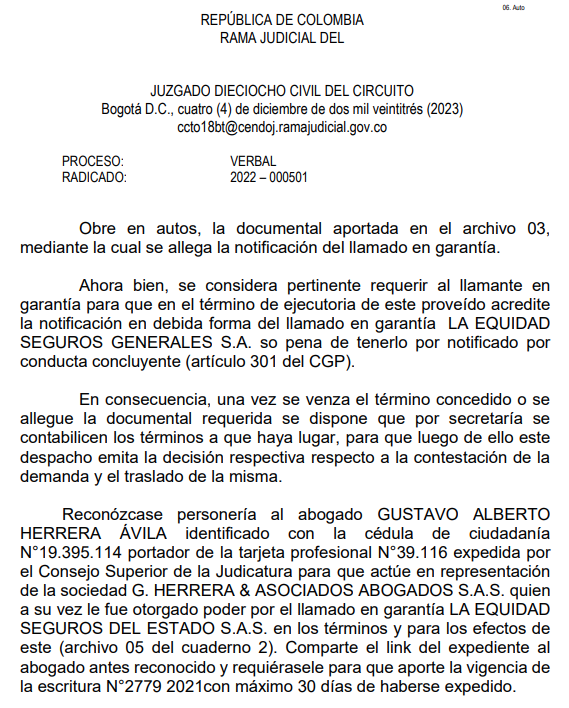 06. Auto
REPÚBLICA DE COLOMBIA
RAMA JUDICIAL DEL
JUZGADO DIECIOCHO CIVIL DEL CIRCUITO
Bogotá D.C., cuatro (4) de diciembre de dos mil veintitrés (2023)
ccto18bt@cendoj.ramajudicial.gov.co
PROCESO: VERBAL
RADICADO: 2022 – 000501
Obre en autos, la documental aportada en el archivo 03,
mediante la cual se allega la notificación del llamado en garantía.
Ahora bien, se considera pertinente requerir al llamante en
garantía para que en el término de ejecutoria de este proveído acredite
la notificación en debida forma del llamado en garantía LA EQUIDAD
SEGUROS GENERALES S.A. so pena de tenerlo por notificado por
conducta concluyente (artículo 301 del CGP).
En consecuencia, una vez se venza el término concedido o se
allegue la documental requerida se dispone que por secretaría se
contabilicen los términos a que haya lugar, para que luego de ello este
despacho emita la decisión respectiva respecto a la contestación de la
demanda y el traslado de la misma.
Reconózcase personería al abogado GUSTAVO ALBERTO
HERRERA ÁVILA identificado con la cédula de ciudadanía
N°19.395.114 portador de la tarjeta profesional N°39.116 expedida por
el Consejo Superior de la Judicatura para que actúe en representación
de la sociedad G. HERRERA & ASOCIADOS ABOGADOS S.A.S. quien
a su vez le fue otorgado poder por el llamado en garantía LA EQUIDAD
SEGUROS DEL ESTADO S.A.S. en los términos y para los efectos de
este (archivo 05 del cuaderno 2). Comparte el link del expediente al
abogado antes reconocido y requiérasele para que aporte la vigencia de
la escritura N°2779 2021con máximo 30 días de haberse expedido.